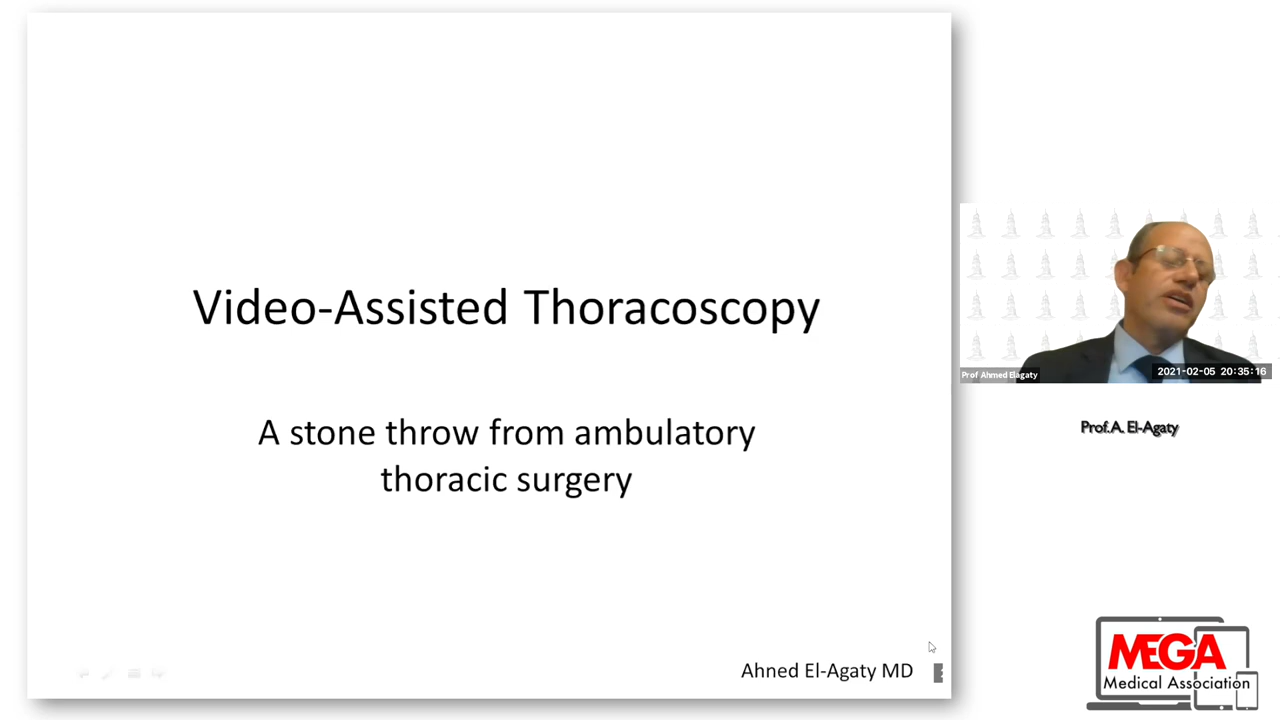 Video-Assisted Thoracoscopy
A stone throw from ambulatory
thoracic surgery
Ahned El-Agaty MD
Prof Ahmed Elagaty
2021-02-05 20:35:16
Prof.A. El-Agaty
MEGA
Medical Association